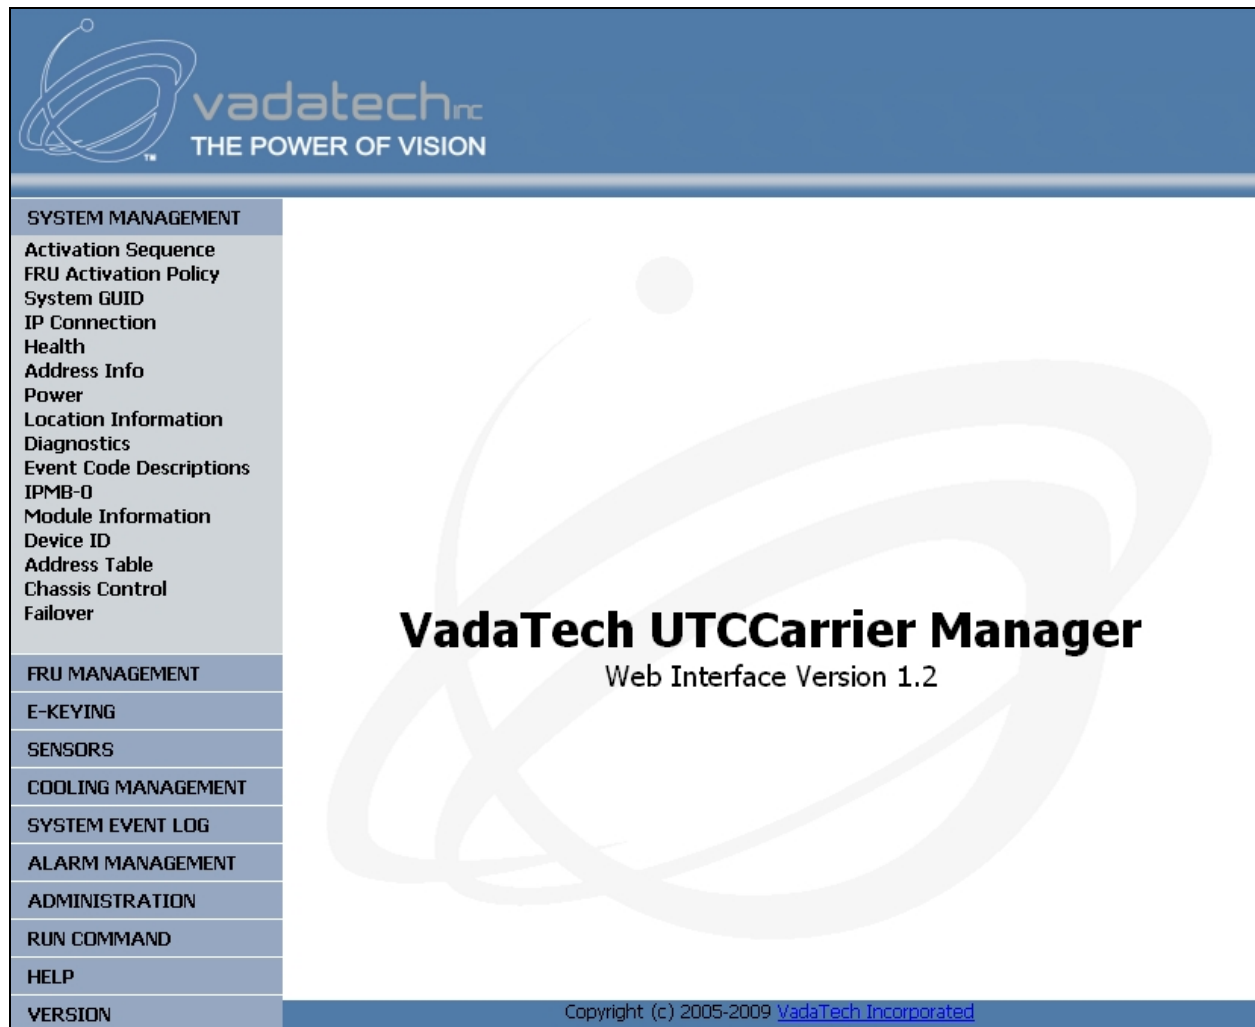 vadatech inc
THE POWER OF VISION
TM
SYSTEM MANAGEMENT
Activation Sequence
FRU Activation Policy
System GUID
IP Connection
Health
Address Info
Power
Location Information
Diagnostics
Event Code Descriptions
IPMB-0
Module Information
Device ID
Address Table
Chassis Control
Failover
FRU MANAGEMENT
E-KEYING
SENSORS
COOLING MANAGEMENT
SYSTEM EVENT LOG
ALARM MANAGEMENT
ADMINISTRATION
RUN COMMAND
HELP
VERSION
VadaTech UTCCarrier Manager
Web Interface Version 1.2
Copyright (c) 2005-2009 VadaTech Incorporated